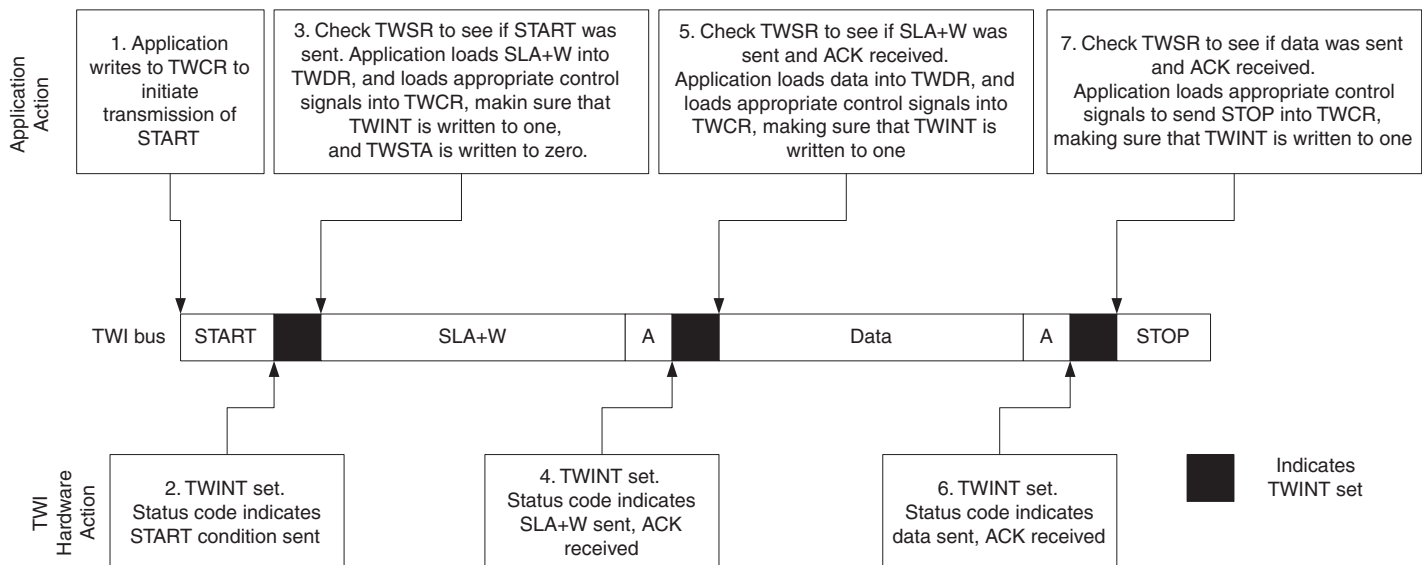 Application
Action
1. Application
writes to TWCR to
initiate
transmission of
START
3. Check TWSR to see if START was
sent. Application loads SLA+W into
TWDR, and loads appropriate control
signals into TWCR, makin sure that
TWINT is written to one,
and TWSTA is written to zero.
5. Check TWSR to see if SLA+W was
sent and ACK received.
Application loads data into TWDR, and
loads appropriate control signals into
TWCR, making sure that TWINT is
written to one
7. Check TWSR to see if data was sent
and ACK received.
Application loads appropriate control
signals to send STOP into TWCR,
making sure that TWINT is written to one
TWI bus
START
SLA+W
A
Data
A
STOP
TWI
Hardware
Action
2. TWINT set.
Status code indicates
START condition sent
4. TWINT set.
Status code indicates
SLA+W sent, ACK
received
6. TWINT set.
Status code indicates
data sent, ACK received
Indicates
TWINT set